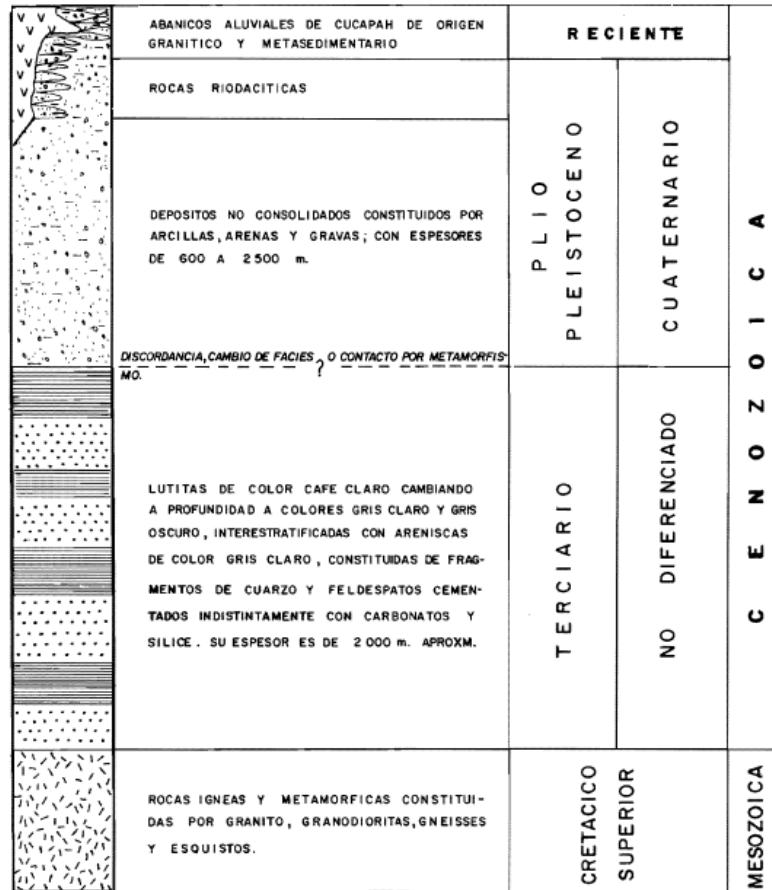 ABANICOS ALUVIALES DE CUCAPAH DE ORIGEN
GRANITICO Y METASEDIMENTARIO
RECIENTE
ROCAS RIODACITICAS
DEPOSITOS NO CONSOLIDADOS CONSTITUIDOS POR
ARCILLAS, ARENAS Y GRAVAS; CON ESPESORES
DE 600 A 2500 m.
PLIO
PLEISTOCENO
CUATERNARIO
DISCORDANCIA, CAMBIO DE FACIES ? O CONTACTO POR METAMORFIS-
MO.
LUTITAS DE COLOR CAFE CLARO CAMBIANDO
A PROFUNDIDAD A COLORES GRIS CLARO Y GRIS
OSCURO, INTERESTRATIFICADAS CON ARENISCAS
DE COLOR GRIS CLARO, CONSTITUIDAS DE FRAG-
MENTOS DE CUARZO Y FELDESPATOS CEMEN-
TADOS INDISTINTAMENTE CON CARBONATOS Y
SILICE. SU ESPESOR ES DE 2000 m. APROXM.
TERCIARIO
NO DIFERENCIADO
CENOZOICA
ROCAS IGNEAS Y METAMORFICAS CONSTITUI-
DAS POR GRANITO, GRANODIORITAS, GNEISSES
Y ESQUISTOS.
CRETACICO
SUPERIOR
MESOZOICA